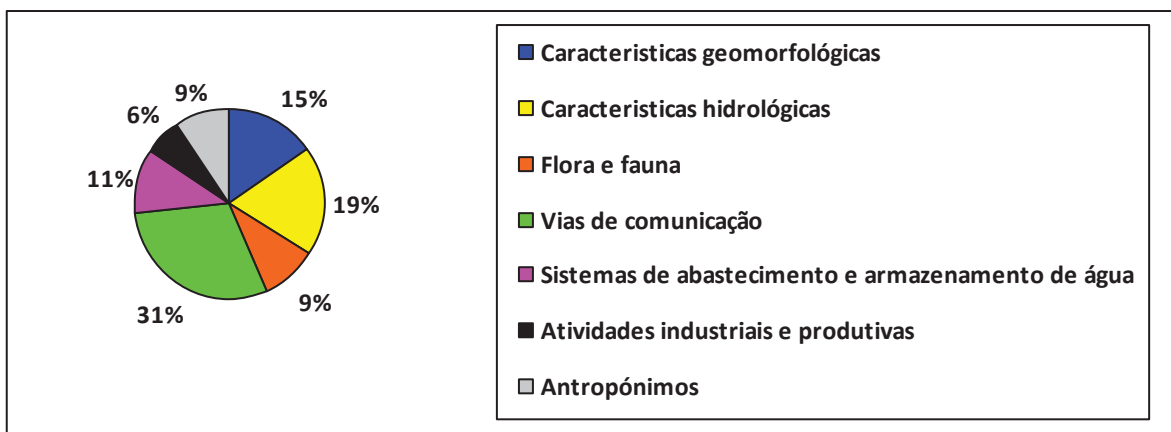 9%
15%
6%
11%
19%
31%
9%
Caracteristicas geomorfológicas
Caracteristicas hidrológicas
Flora e fauna
Vias de comunicação
Sistemas de abastecimento e armazenamento de água
Atividades industriais e produtivas
Antropónimos